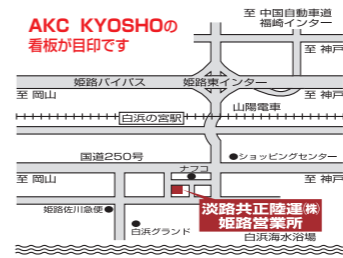 至 中国自動車道
福崎インター
AKC KYOSHOの
看板が目印です
至 神戸
姫路バイパス
姫路東インター
至 岡山
至 神戸
山陽電車
白浜の宮駅
国道250号
ショッピングセンター
ナフコ
至 岡山
至 神戸
姫路佐川急便
淡路共正陸運㈱
姫路営業所
白浜グランド
白浜海水浴場